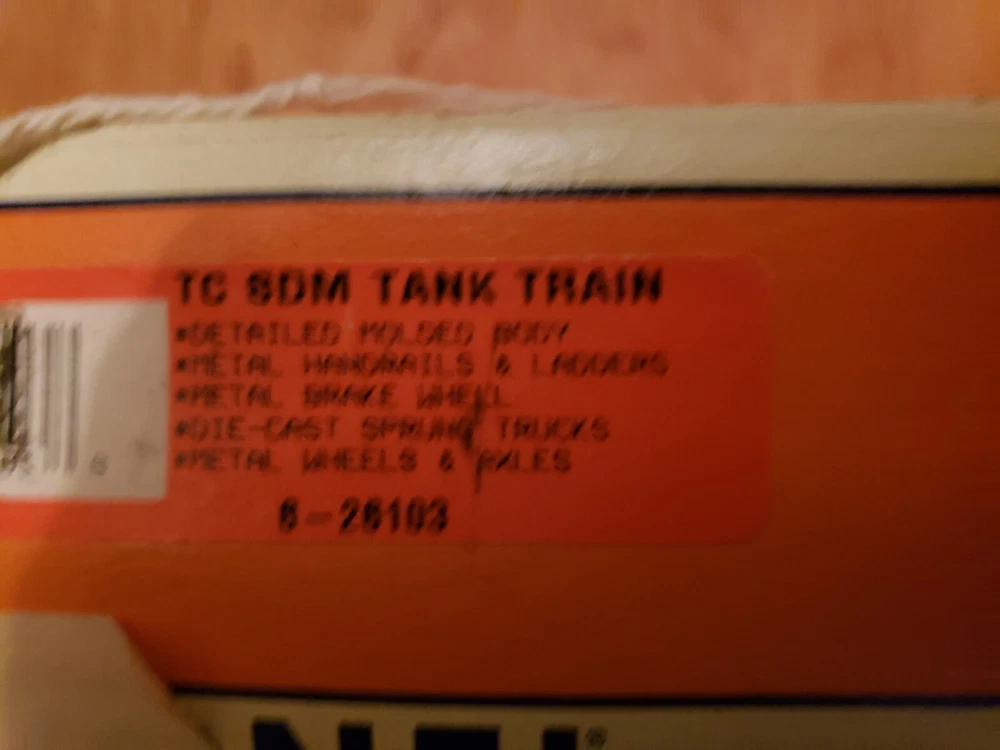 TC SDM TANK TRAIN
*DETAILED MOLDED BODY
*METAL HANDRAILS & LADDERS
*METAL BRAKE WHEEL
*DIE-CAST SPRUNG TRUCKS
*METAL WHEELS & AXLES
6-26103